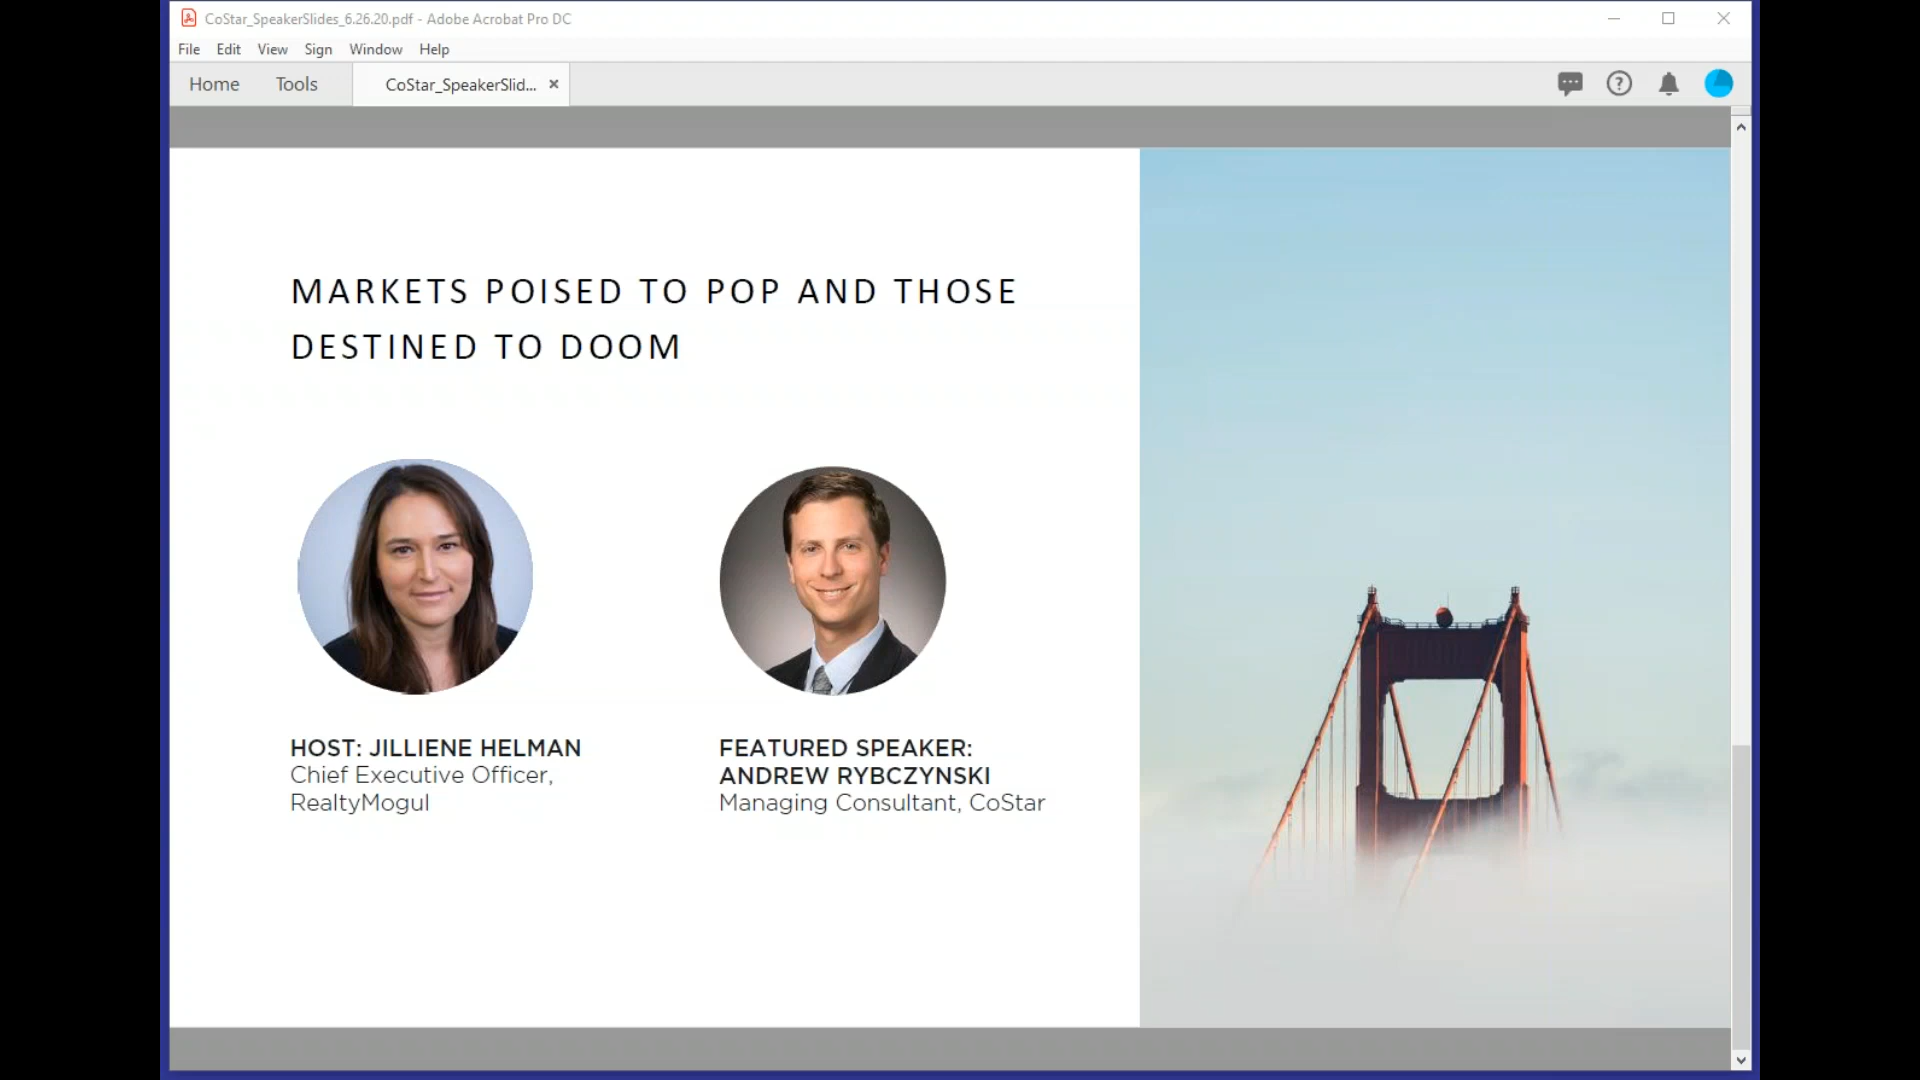 CoStar_SpeakerSlides_6.26.20.pdf - Adobe Acrobat Pro DC
File Edit View Sign Window Help
Home Tools CoStar_SpeakerSlid...
MARKETS POISED TO POP AND THOSE
DESTINED TO DOOM
HOST: JILLIENE HELMAN
Chief Executive Officer,
RealtyMogul
FEATURED SPEAKER:
ANDREW RYBCZYNSKI
Managing Consultant, CoStar